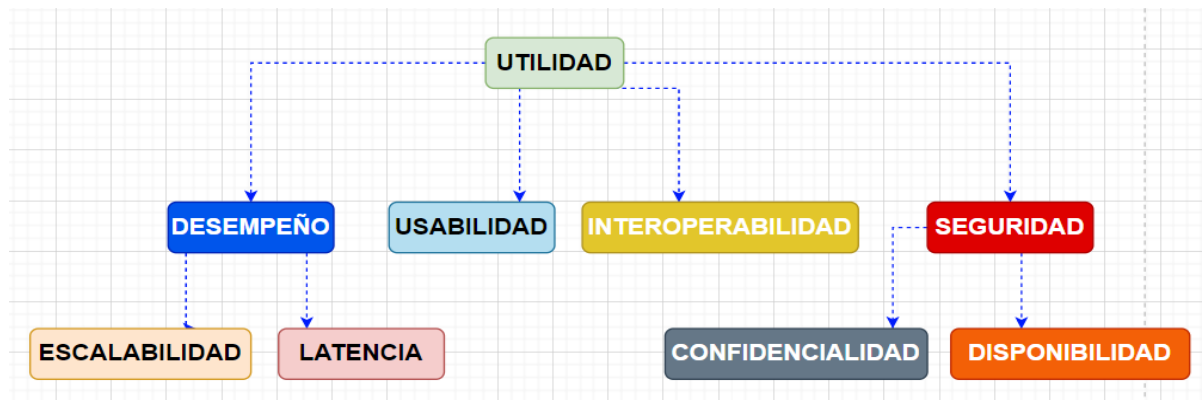 UTILIDAD
DESEMPEÑO
USABILIDAD
INTEROPERABILIDAD
SEGURIDAD
ESCALABILIDAD
LATENCIA
CONFIDENCIALIDAD
DISPONIBILIDAD